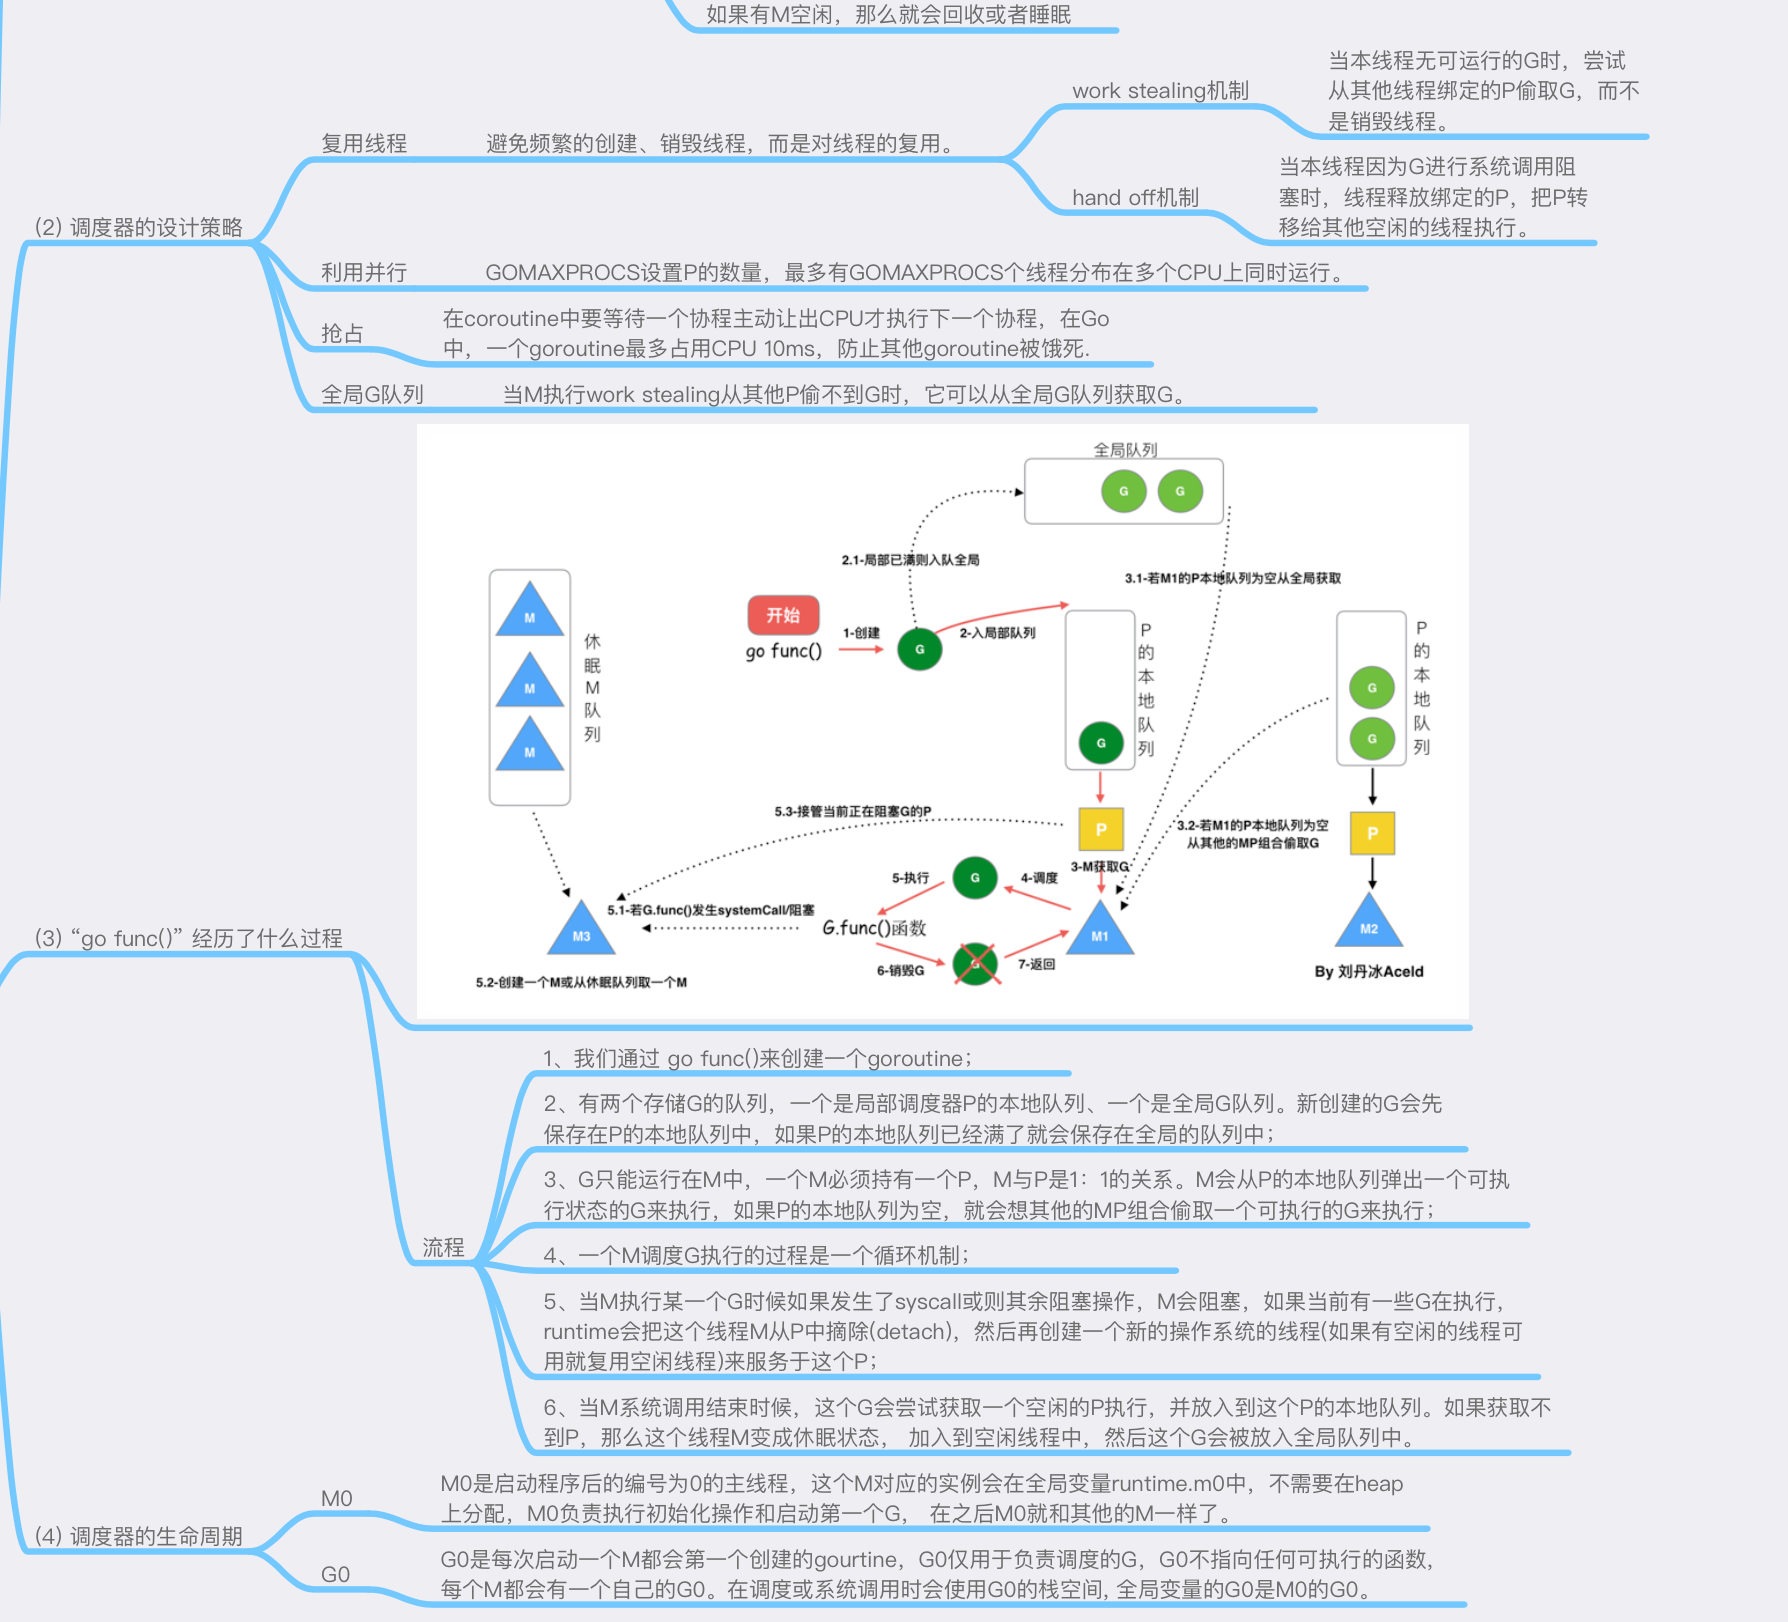 如果有M空闲，那么就会回收或者睡眠
(2) 调度器的设计策略
复用线程
避免频繁的创建、销毁线程，而是对线程的复用。
work stealing机制
当本线程无可运行的G时，尝试
从其他线程绑定的P偷取G，而不
是销毁线程。
hand off机制
当本线程因为G进行系统调用阻
塞时，线程释放绑定的P，把P转
移给其他空闲的线程执行。
利用并行
GOMAXPROCS设置P的数量，最多有GOMAXPROCS个线程分布在多个CPU上同时运行。
抢占
在coroutine中要等待一个协程主动让出CPU才执行下一个协程，在Go
中，一个goroutine最多占用CPU 10ms，防止其他goroutine被饿死.
全局G队列
当M执行work stealing从其他P偷不到G时，它可以从全局G队列获取G。
(3) “go func()” 经历了什么过程
全局队列
G
G
2.1-局部已满则入队全局
3.1-若M1的P本地队列为空从全局获取
M
M
M
休眠M队列
开始
go func()
1-创建
G
2-入局部队列
P的本地队列
G
P的本地队列
G
G
5.3-接管当前正在阻塞G的P
P
3.2-若M1的P本地队列为空
从其他的MP组合偷取G
P
3-M获取G
5-执行
G
4-调度
5.1-若G.func()发生systemCall/阻塞
G.func()函数
M3
M1
M2
6-销毁G
G
7-返回
5.2-创建一个M或从休眠队列取一个M
By 刘丹冰Aceld
流程
1、我们通过 go func()来创建一个goroutine；
2、有两个存储G的队列，一个是局部调度器P的本地队列、一个是全局G队列。新创建的G会先
保存在P的本地队列中，如果P的本地队列已经满了就会保存在全局的队列中；
3、G只能运行在M中，一个M必须持有一个P，M与P是1：1的关系。M会从P的本地队列弹出一个可执
行状态的G来执行，如果P的本地队列为空，就会想其他的MP组合偷取一个可执行的G来执行；
4、一个M调度G执行的过程是一个循环机制；
5、当M执行某一个G时候如果发生了syscall或则其余阻塞操作，M会阻塞，如果当前有一些G在执行，
runtime会把这个线程M从P中摘除(detach)，然后再创建一个新的操作系统的线程(如果有空闲的线程可
用就复用空闲线程)来服务于这个P；
6、当M系统调用结束时候，这个G会尝试获取一个空闲的P执行，并放入到这个P的本地队列。如果获取不
到P，那么这个线程M变成休眠状态， 加入到空闲线程中，然后这个G会被放入全局队列中。
(4) 调度器的生命周期
M0
M0是启动程序后的编号为0的主线程，这个M对应的实例会在全局变量runtime.m0中，不需要在heap
上分配，M0负责执行初始化操作和启动第一个G， 在之后M0就和其他的M一样了。
G0
G0是每次启动一个M都会第一个创建的gourtine，G0仅用于负责调度的G，G0不指向任何可执行的函数，
每个M都会有一个自己的G0。在调度或系统调用时会使用G0的栈空间, 全局变量的G0是M0的G0。